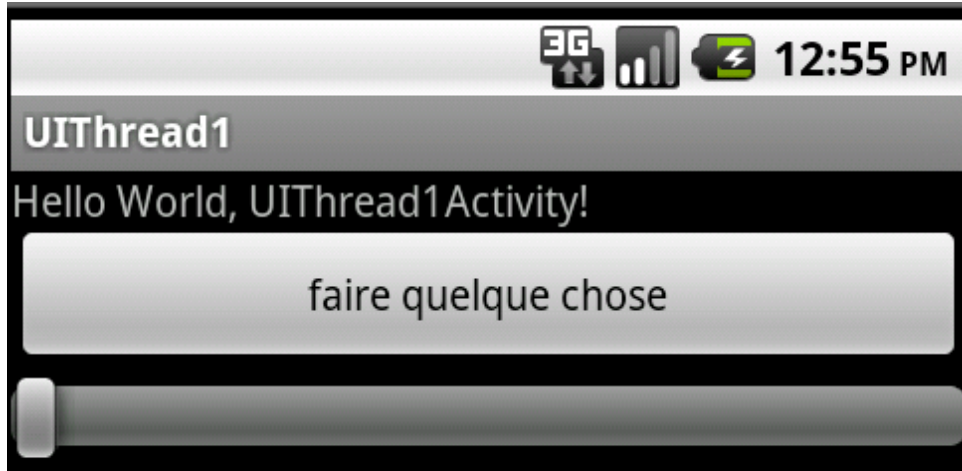 3G 12:55 PM
UIThread1
Hello World, UIThread1Activity!
faire quelque chose